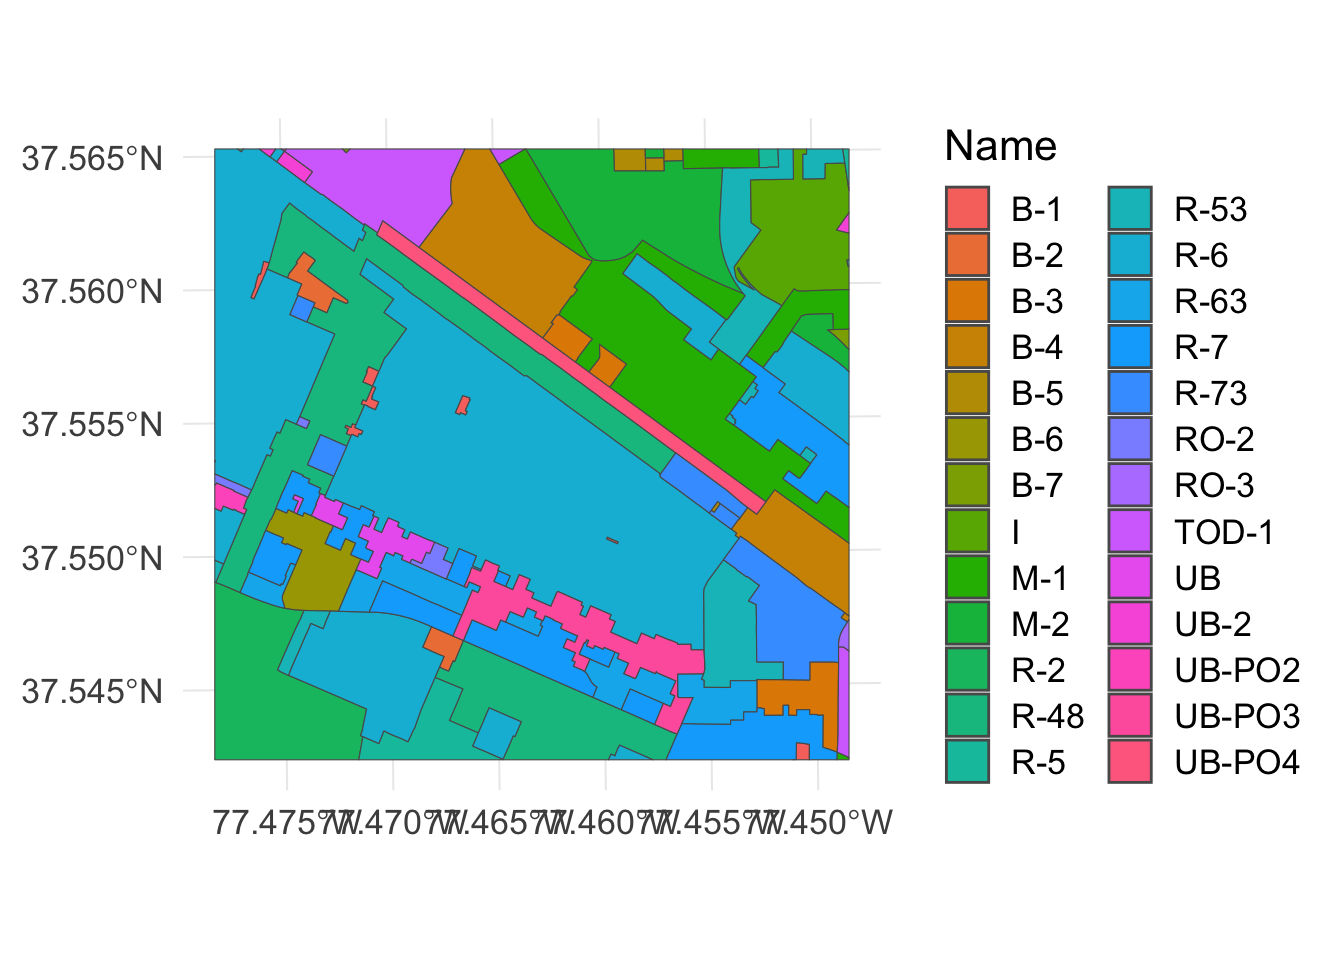 Name
37.565°N
37.560°N
37.555°N
37.550°N
37.545°N
77.475°W 77.470°W 77.465°W 77.460°W 77.455°W 77.450°W
B-1
B-2
B-3
B-4
B-5
B-6
B-7
I
M-1
M-2
R-2
R-48
R-5
R-53
R-6
R-63
R-7
R-73
RO-2
RO-3
TOD-1
UB
UB-2
UB-PO2
UB-PO3
UB-PO4